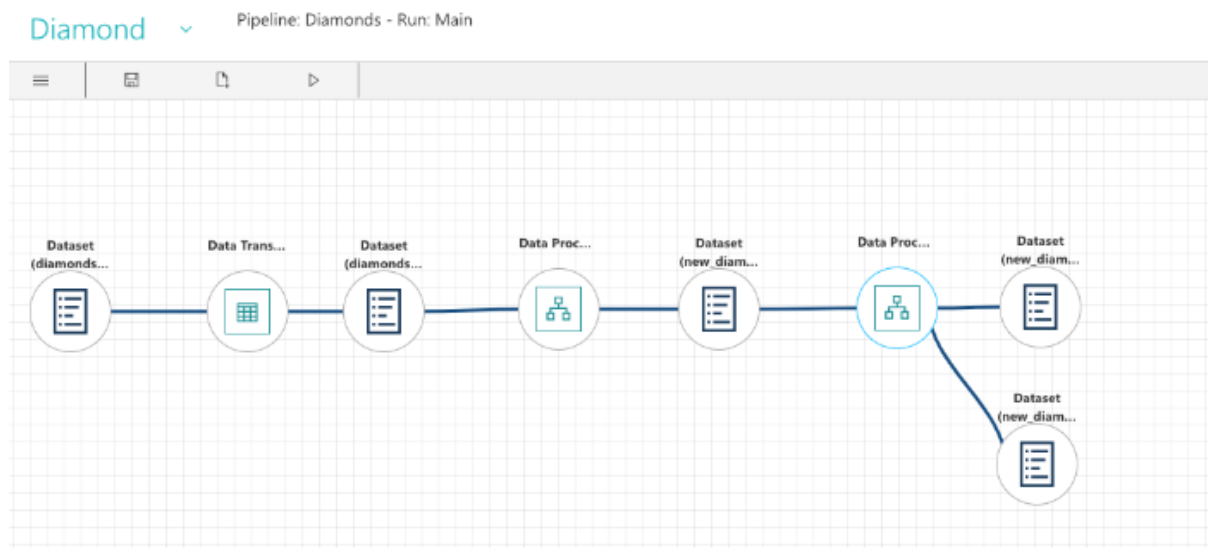 Diamond
Pipeline: Diamonds - Run: Main
Dataset
(diamonds...
Data Trans...
Dataset
(diamonds...
Data Proc...
Dataset
(new_diam...
Data Proc...
Dataset
(new_diam...
Dataset
(new_diam...